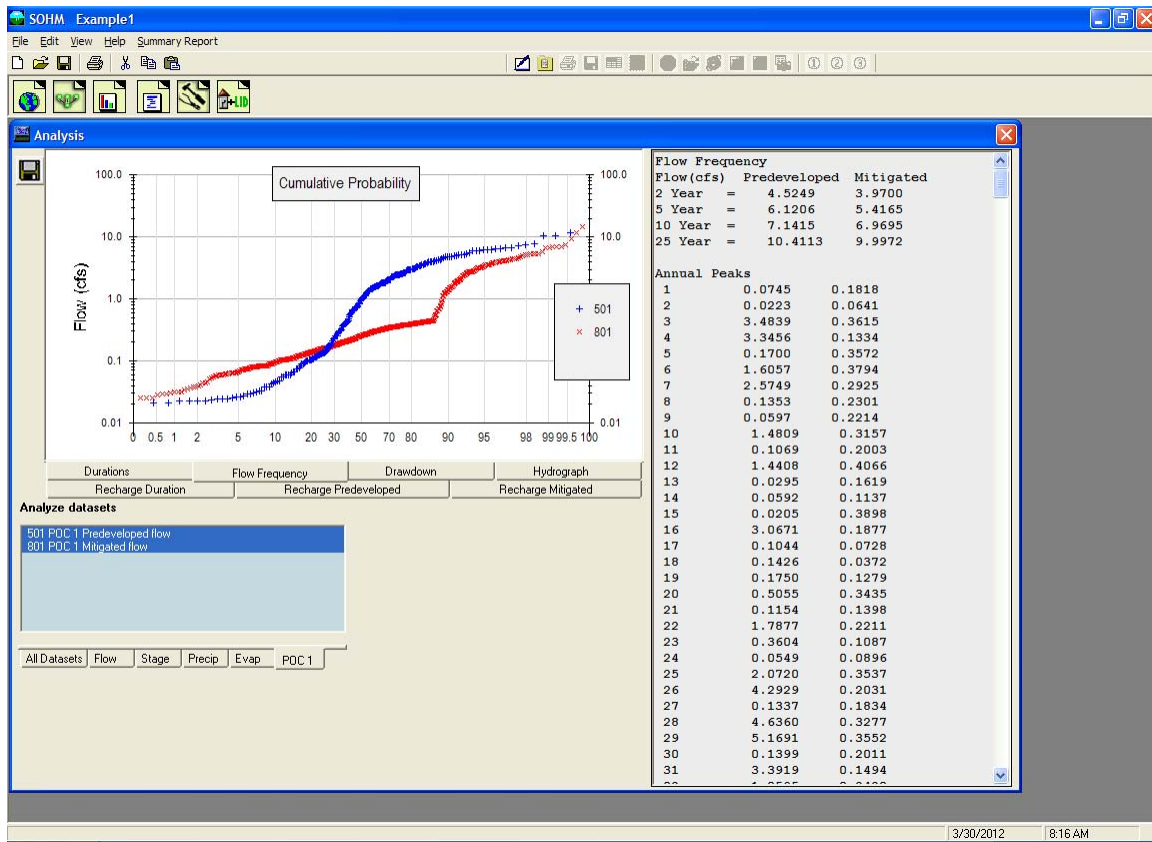 SOHM Example1
File Edit View Help Summary Report
Analysis
Cumulative Probability
Flow (cfs)
100.0
10.0
1.0
0.1
0.01
100.0
10.0
0.01
501
801
0 0.5 1 2 5 10 20 30 50 70 80 90 95 98 99 99.5 100
Durations Flow Frequency Drawdown Hydrograph
Recharge Duration Recharge Predeveloped Recharge Mitigated
Analyze datasets
501 POC 1 Predeveloped flow
801 POC 1 Mitigated flow
All Datasets Flow Stage Precip Evap POC 1
Flow Frequency
Flow(cfs) Predeveloped Mitigated
2 Year = 4.5249 3.9700
5 Year = 6.1206 5.4165
10 Year = 7.1415 6.9695
25 Year = 10.4113 9.9972
Annual Peaks
1 0.0745 0.1818
2 0.0223 0.0641
3 3.4839 0.3615
4 3.3456 0.1334
5 0.1700 0.3572
6 1.6057 0.3794
7 2.5749 0.2925
8 0.1353 0.2301
9 0.0597 0.2214
10 1.4809 0.3157
11 0.1069 0.2003
12 1.4408 0.4066
13 0.0295 0.1619
14 0.0592 0.1137
15 0.0205 0.3898
16 3.0671 0.1877
17 0.1044 0.0728
18 0.1426 0.0372
19 0.1750 0.1279
20 0.5055 0.3435
21 0.1154 0.1398
22 1.7877 0.2211
23 0.3604 0.1087
24 0.0549 0.0896
25 2.0720 0.3537
26 4.2929 0.2031
27 0.1337 0.1834
28 4.6360 0.3277
29 5.1691 0.3552
30 0.1399 0.2011
31 3.3919 0.1494
3/30/2012 8:16 AM